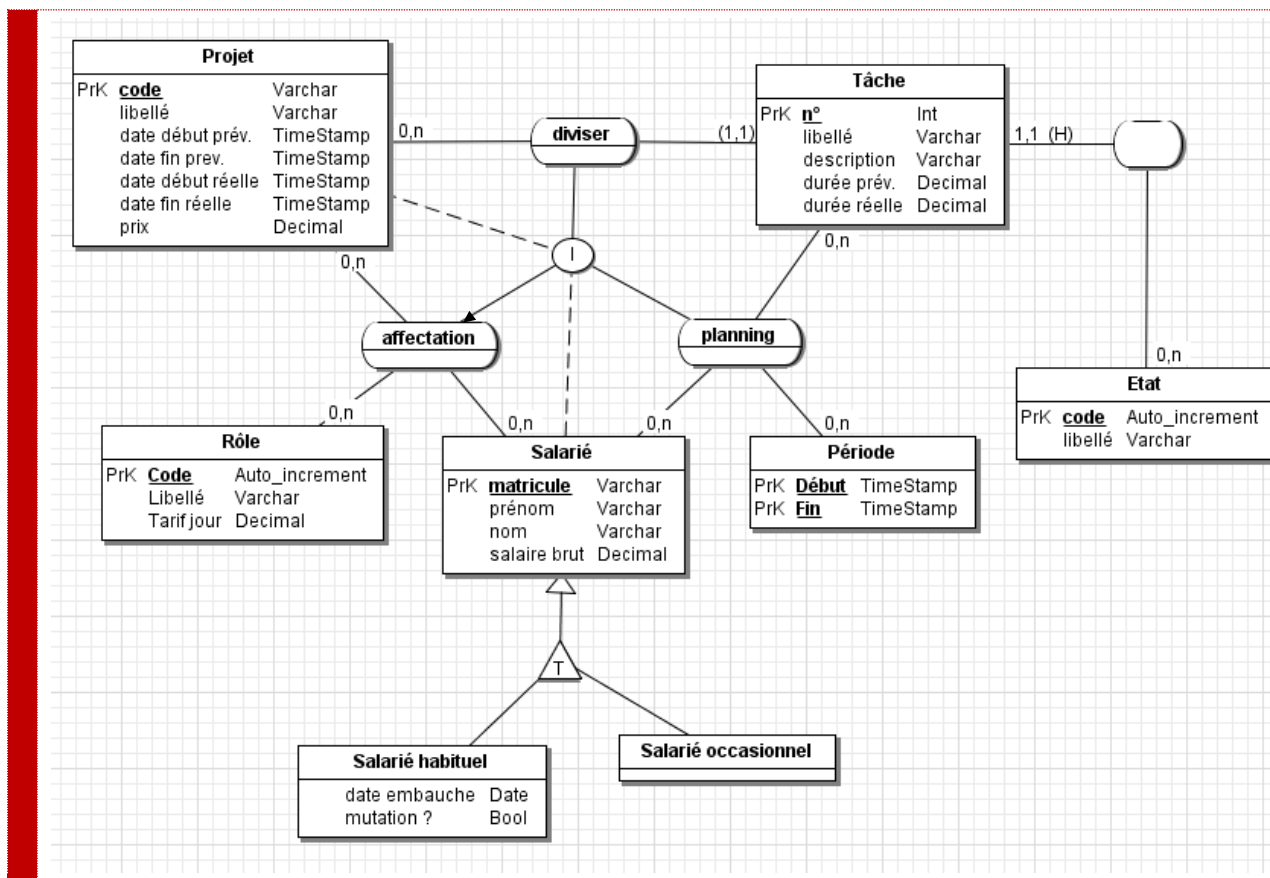 Projet
PrK code Varchar
libellé Varchar
date début prév. TimeStamp
date fin prev. TimeStamp
date début réelle TimeStamp
date fin réelle TimeStamp
prix Decimal
0,n
diviser
(1,1)
Tâche
PrK n° Int
libellé Varchar
description Varchar
durée prév. Decimal
durée réelle Decimal
1,1 (H)
0,n
I
0,n
affectation
planning
0,n
0,n
0,n
0,n
0,n
Etat
PrK code Auto_increment
libellé Varchar
Rôle
PrK Code Auto_increment
Libellé Varchar
Tarif jour Decimal
Salarié
PrK matricule Varchar
prénom Varchar
nom Varchar
salaire brut Decimal
Période
PrK Début TimeStamp
PrK Fin TimeStamp
T
Salarié habituel
date embauche Date
mutation ? Bool
Salarié occasionnel